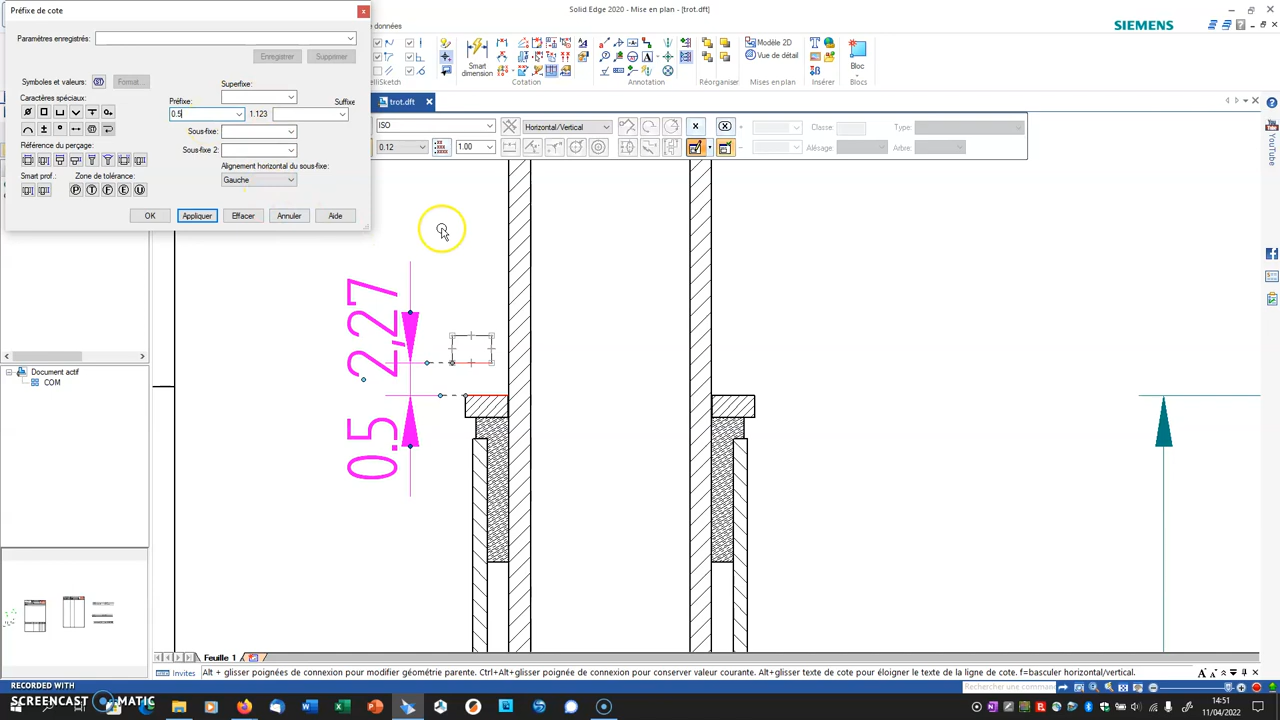 Préfixe de cote
Solid Edge 2020 - Mise en plan - [trot.dft]
Paramètres enregistrés:
données
SIEMENS
Enregistrer
Supprimer
Symboles et valeurs:
Format...
Caractères spéciaux:
Superfixe:
Préfixe:
Suffixe
0.5
1.123
Sous-fixe:
Référence du perçage:
Sous-fixe 2:
Alignement horizontal du sous-fixe:
Smart prof.:
Zone de tolérance:
Gauche
OK
Appliquer
Effacer
Annuler
Aide
Smart
dimension
Cotation
Annotation
Réorganiser
Modèle 2D
Vue de détail
Mises en plan
Insérer
Bloc
Blocs
trot.dft
ISO
Horizontal/Vertical
Classe:
Type:
0.12
1.00
Alésage:
Arbre:
YouTube
0.5 2,27
Document actif
COM
Feuille 1
Invites
Alt + glisser poignées de connexion pour modifier géométrie parente. Ctrl+Alt+glisser poignée de connexion pour conserver valeur courante. Alt+glisser texte de cote pour éloigner le texte de la ligne de cote. f=basculer horizontal/verticale.
Rechercher une commande
RECORDED WITH
SCREENCAST MATIC
14:51
11/04/2022